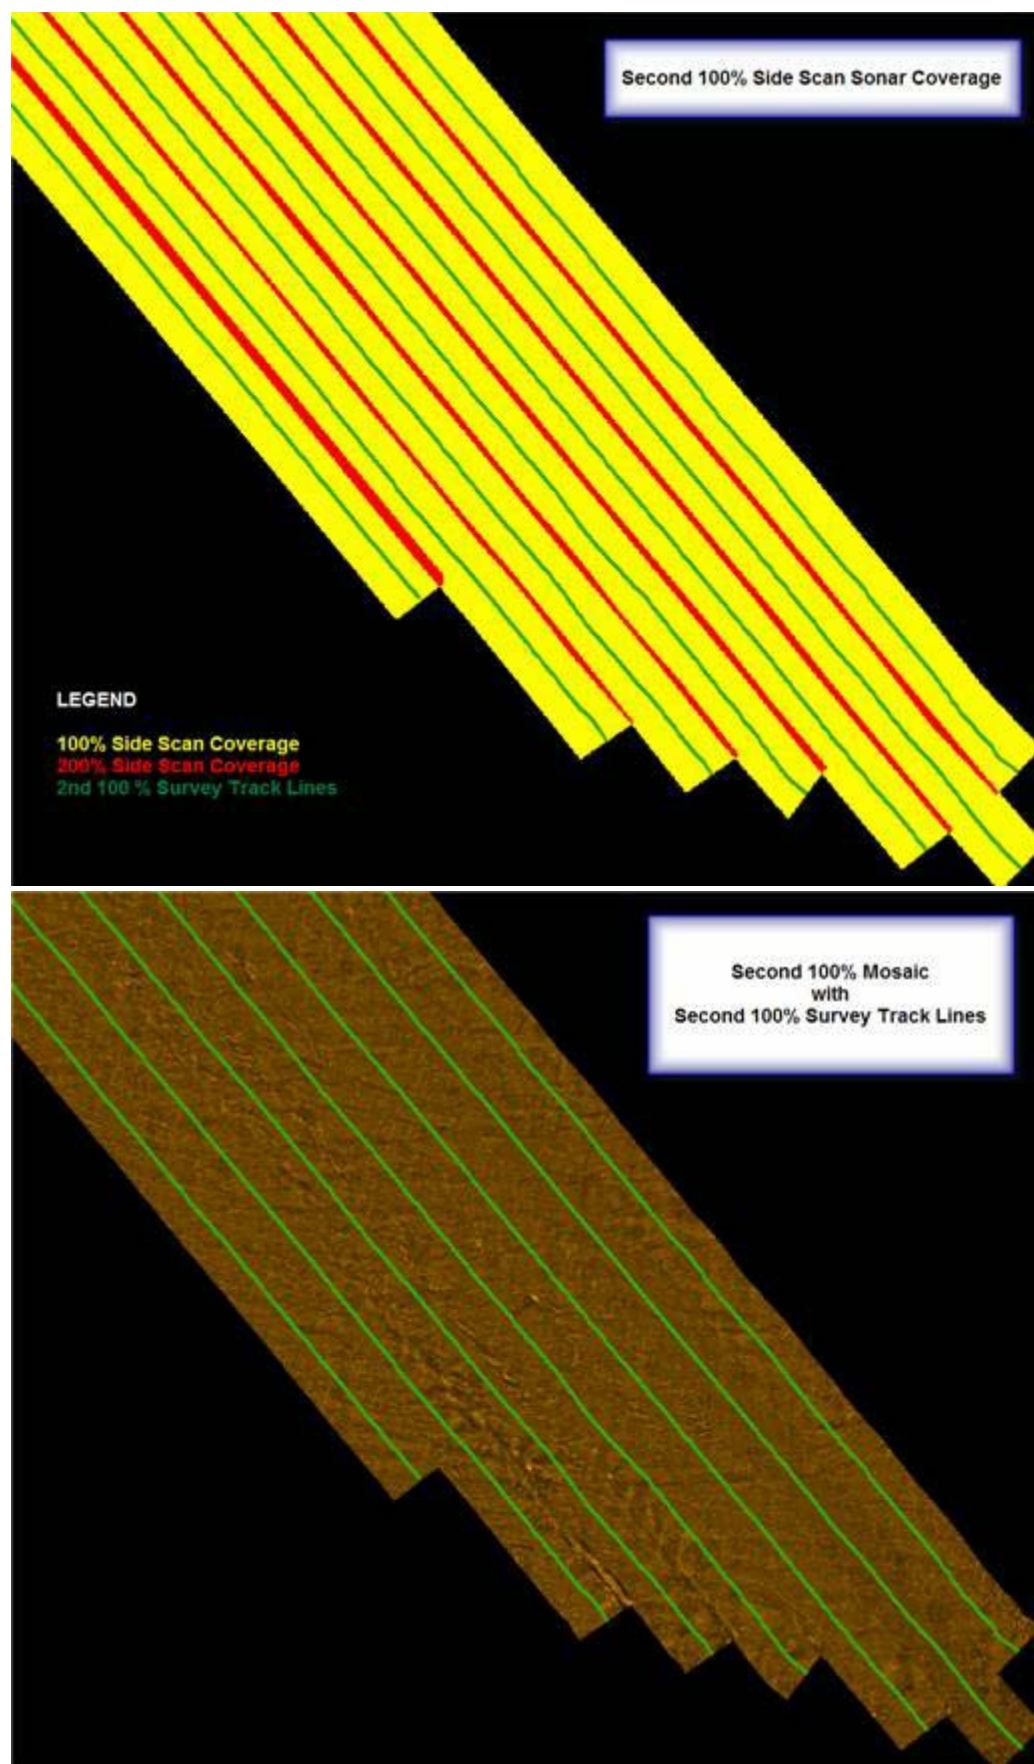 Second 100% Side Scan Sonar Coverage
LEGEND
100% Side Scan Coverage
200% Side Scan Coverage
2nd 100 % Survey Track Lines
Second 100% Mosaic
with
Second 100% Survey Track Lines